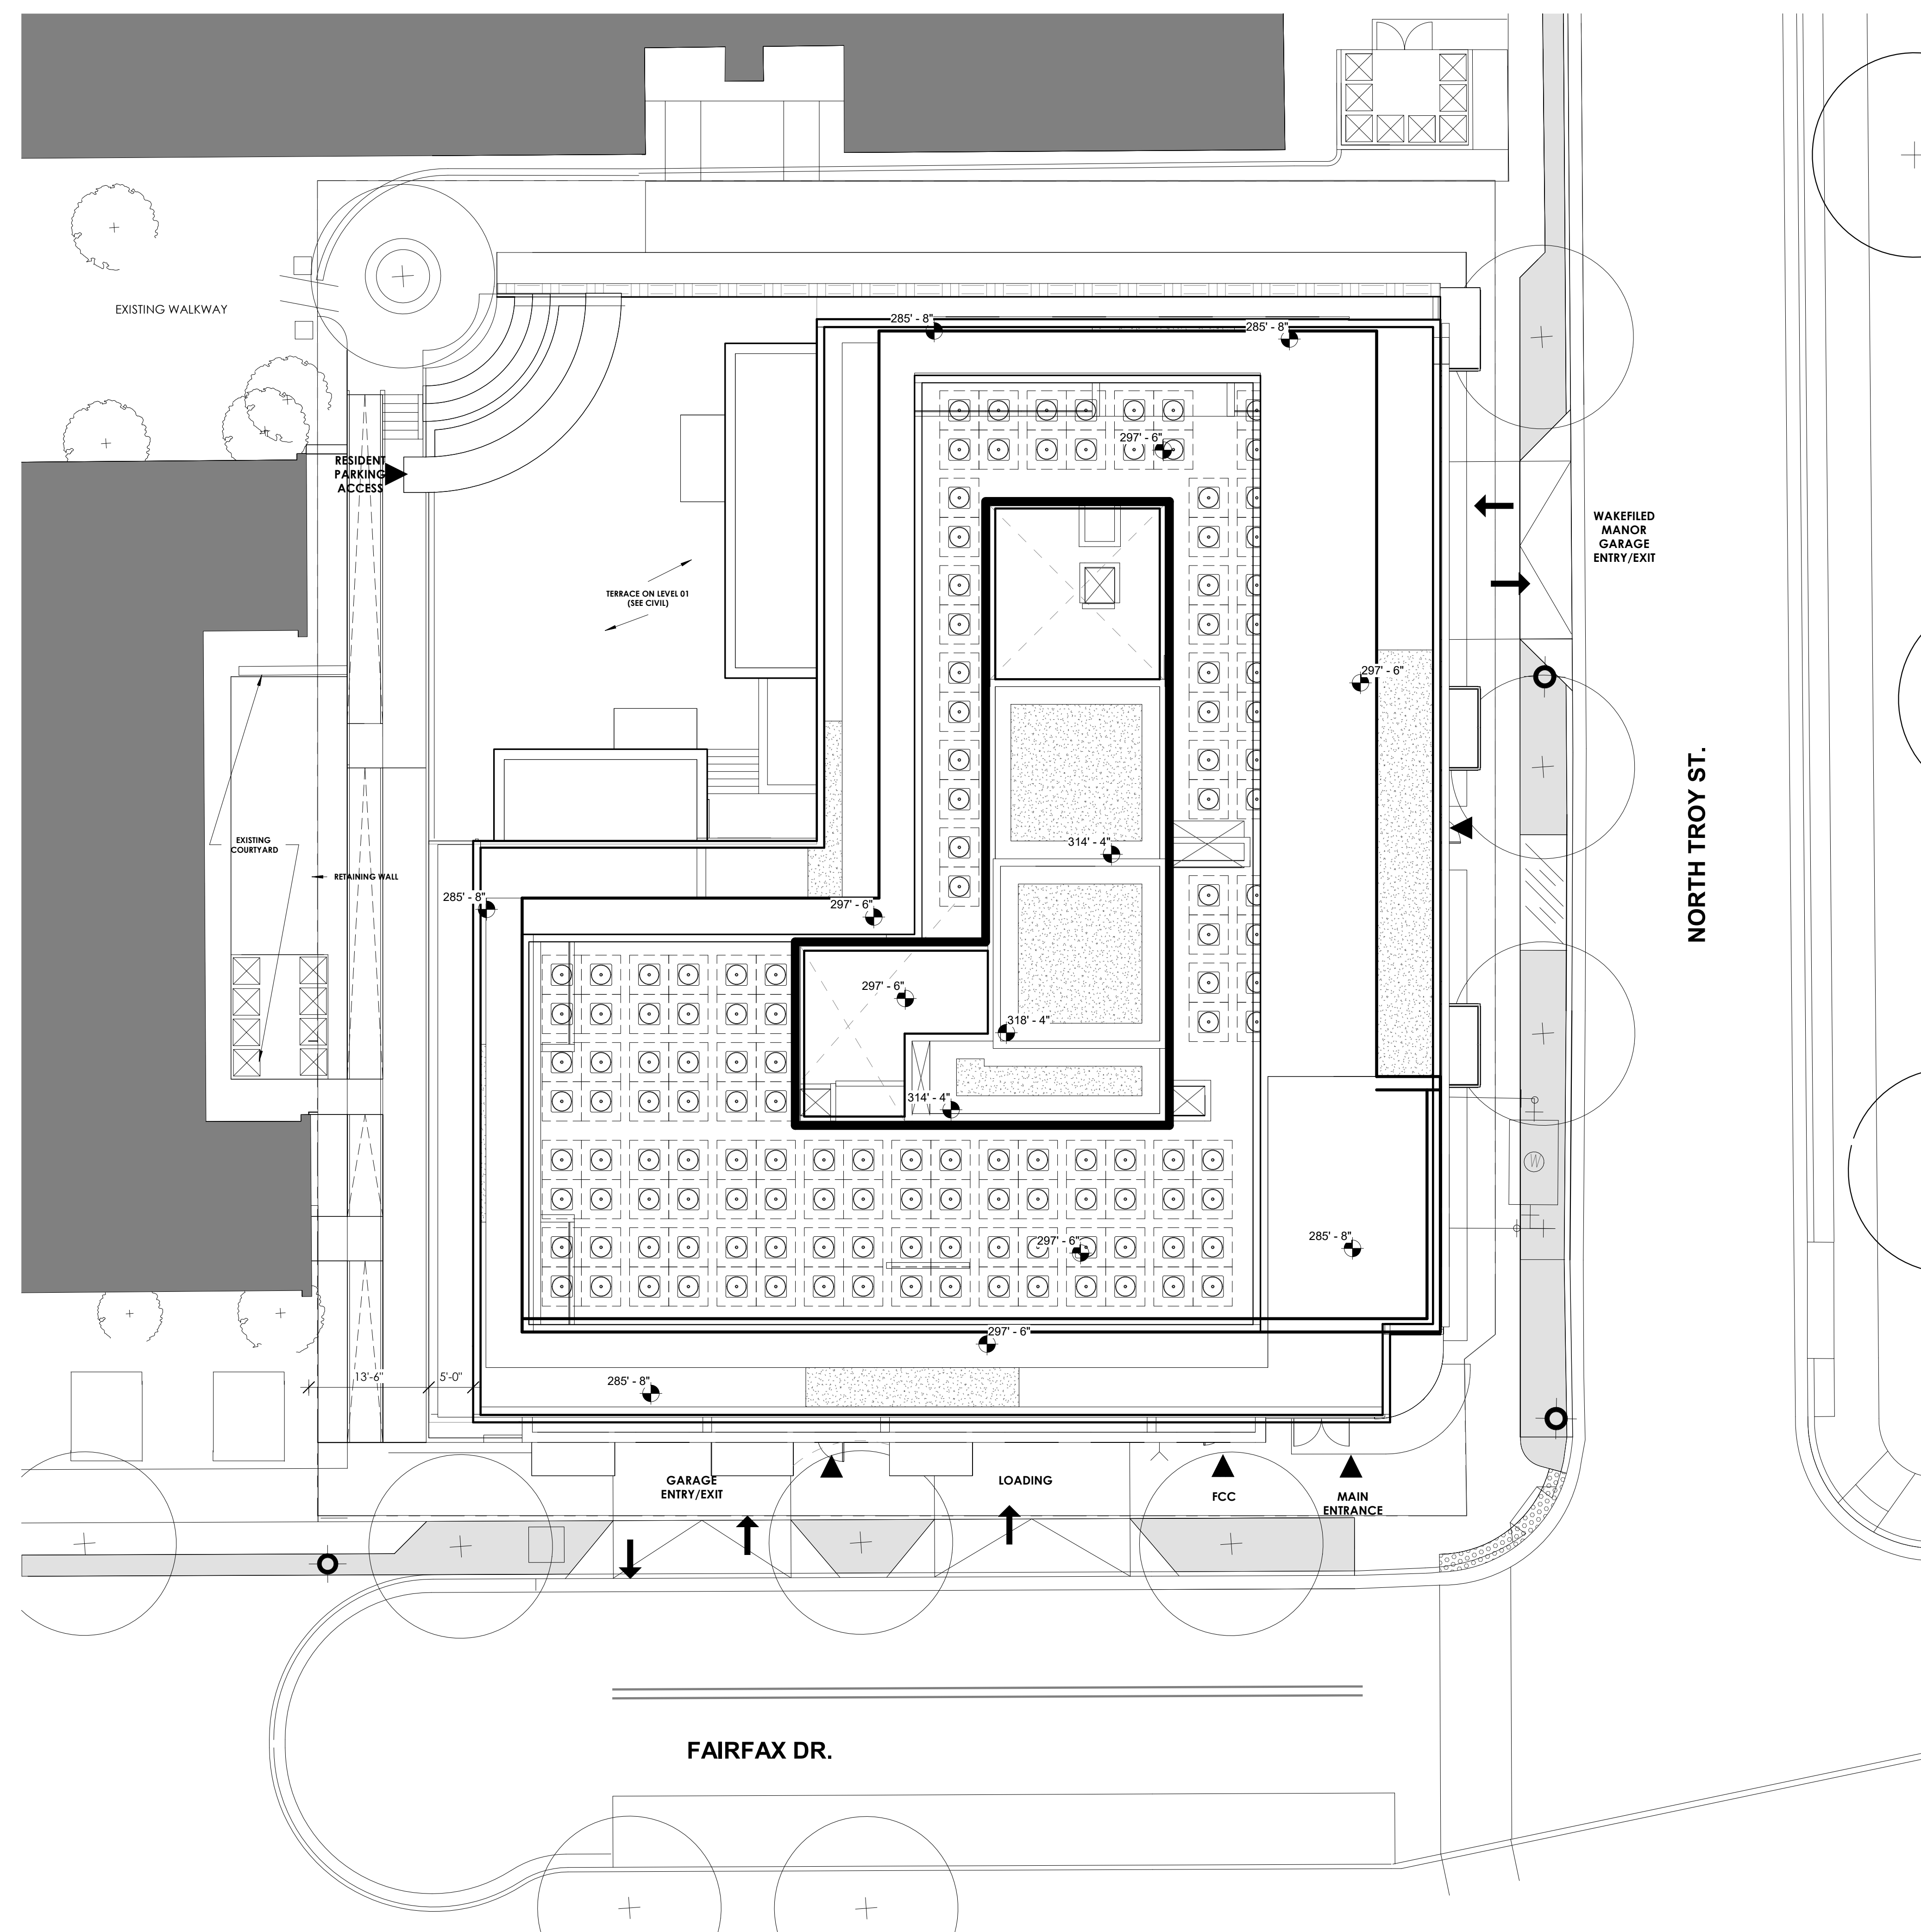 285' - 8"
285' - 8"
EXISTING WALKWAY
297' - 6"
RESIDENT
PARKING
ACCESS
WAKEFILED
MANOR
GARAGE
ENTRY/EXIT
TERRACE ON LEVEL 01
(SEE CIVIL)
297' - 6"
NORTH TROY ST.
EXISTING
COURTYARD
314' - 4"
RETAINING WALL
285' - 8"
297' - 6"
297' - 6"
318' - 4"
314' - 4"
W
285' - 8"
297' - 6"
297' - 6"
13'-6"
5'-0"
285' - 8"
GARAGE
ENTRY/EXIT
LOADING
FCC
MAIN
ENTRANCE
FAIRFAX DR.